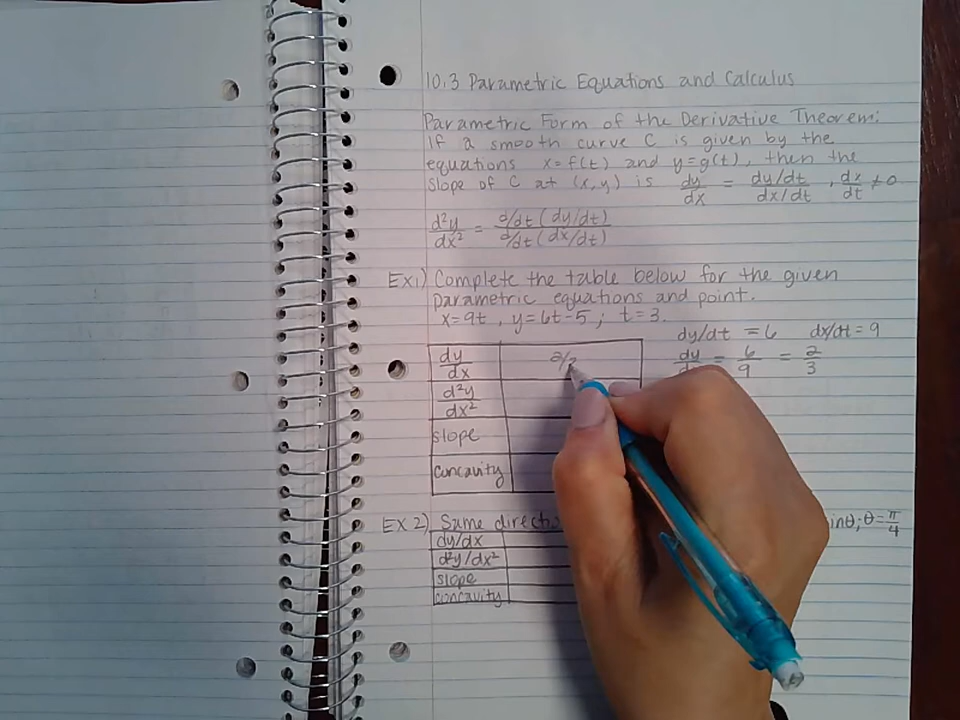 10.3 Parametric Equations and Calculus
Parametric Form of the Derivative Theorem:
If a smooth curve C is given by the
equations x=f(t) and y=g(t), then the
slope of C at (x,y) is dy/dx = dy/dt / dx/dt , dx/dt ≠ 0
d²y/dx² = d/dt (dy/dt) / d/dt (dx/dt)
Ex 1) Complete the table below for the given
parametric equations and point.
x=9t, y=6t-5; t=3.
dy/dt = 6 dx/dt = 9
dy/dx 2/
dy = 6/9 = 2/3
d²y/dx²
slope
concavity
Ex 2) Same inθ; θ=π/4
dy/dx
d²y/dx²
slope
concavity